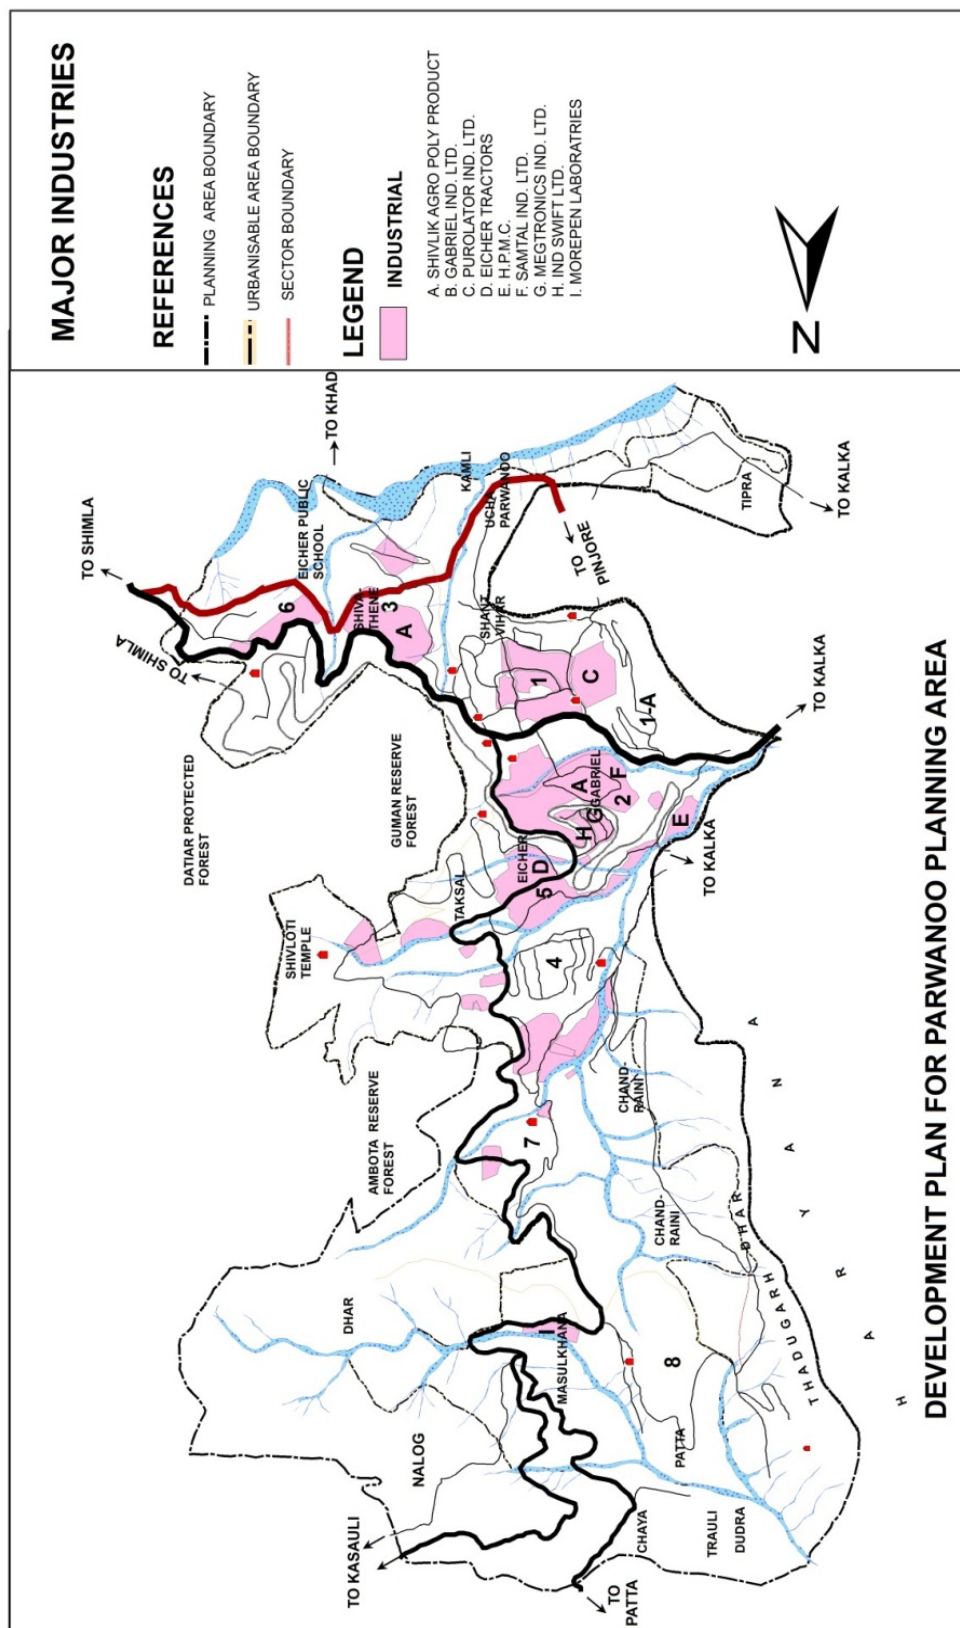 MAJOR INDUSTRIES
REFERENCES
PLANNING AREA BOUNDARY
URBANISABLE AREA BOUNDARY
SECTOR BOUNDARY
LEGEND
INDUSTRIAL
A. SHIVLIK AGRO POLY PRODUCT
B. GABRIEL IND. LTD.
C. PUROLATOR IND. LTD.
D. EICHER TRACTORS
E. H.P.M.C.
F. SAMTAL IND. LTD.
G. MEGTRONICS IND. LTD.
H. IND SWIFT LTD.
I. MOREPEN LABORATRIES
N
TO SHIMLA
TO SHIMLA
TO KHAD
EICHER PUBLIC
SCHOOL
6
SHIVA-
THENE
3
A
KAMLI
UCHA
PARWANOO
TO
PINJORE
TIPRA
TO KALKA
SHANT
VIHAR
1
C
1-A
TO KALKA
DATIAR PROTECTED
FOREST
GUMAN RESERVE
FOREST
A
GABRIEL
F
2
G
H
E
TO KALKA
EICHER
D
5
TAKSAL
SHIVLOTI
TEMPLE
4
AMBOTA RESERVE
FOREST
7
CHAND-
RAINI
CHAND-
RAINI
DHAR
I
MASULKHANA
8
PATTA
NALOG
TO KASAULI
CHAYA
TRAULI
DUDRA
TO
PATTA
THADUGARH DHAR
HARYANA
DEVELOPMENT PLAN FOR PARWANOO PLANNING AREA